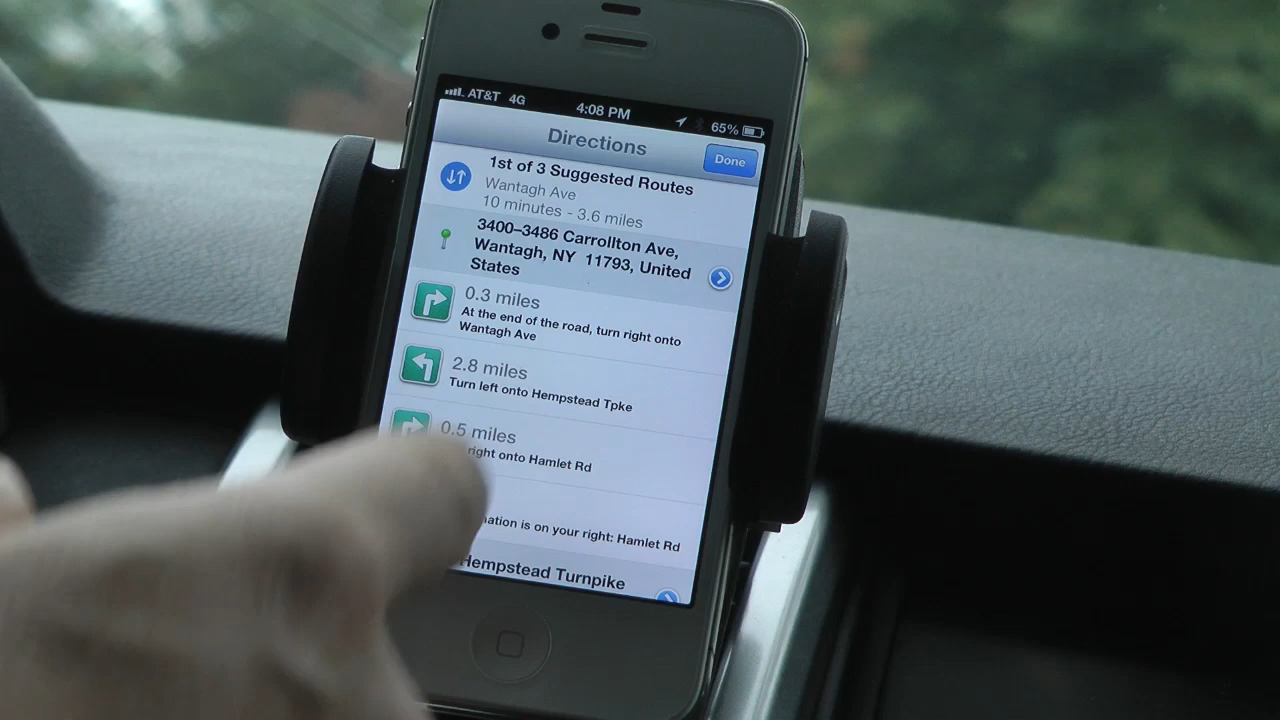 AT&T 4G 4:08 PM 65%
Directions
Done
1st of 3 Suggested Routes
Wantagh Ave
10 minutes - 3.6 miles
3400–3486 Carrollton Ave,
Wantagh, NY 11793, United
States
0.3 miles
At the end of the road, turn right onto
Wantagh Ave
2.8 miles
Turn left onto Hempstead Tpke
0.5 miles
right onto Hamlet Rd
is on your right: Hamlet Rd
Hempstead Turnpike